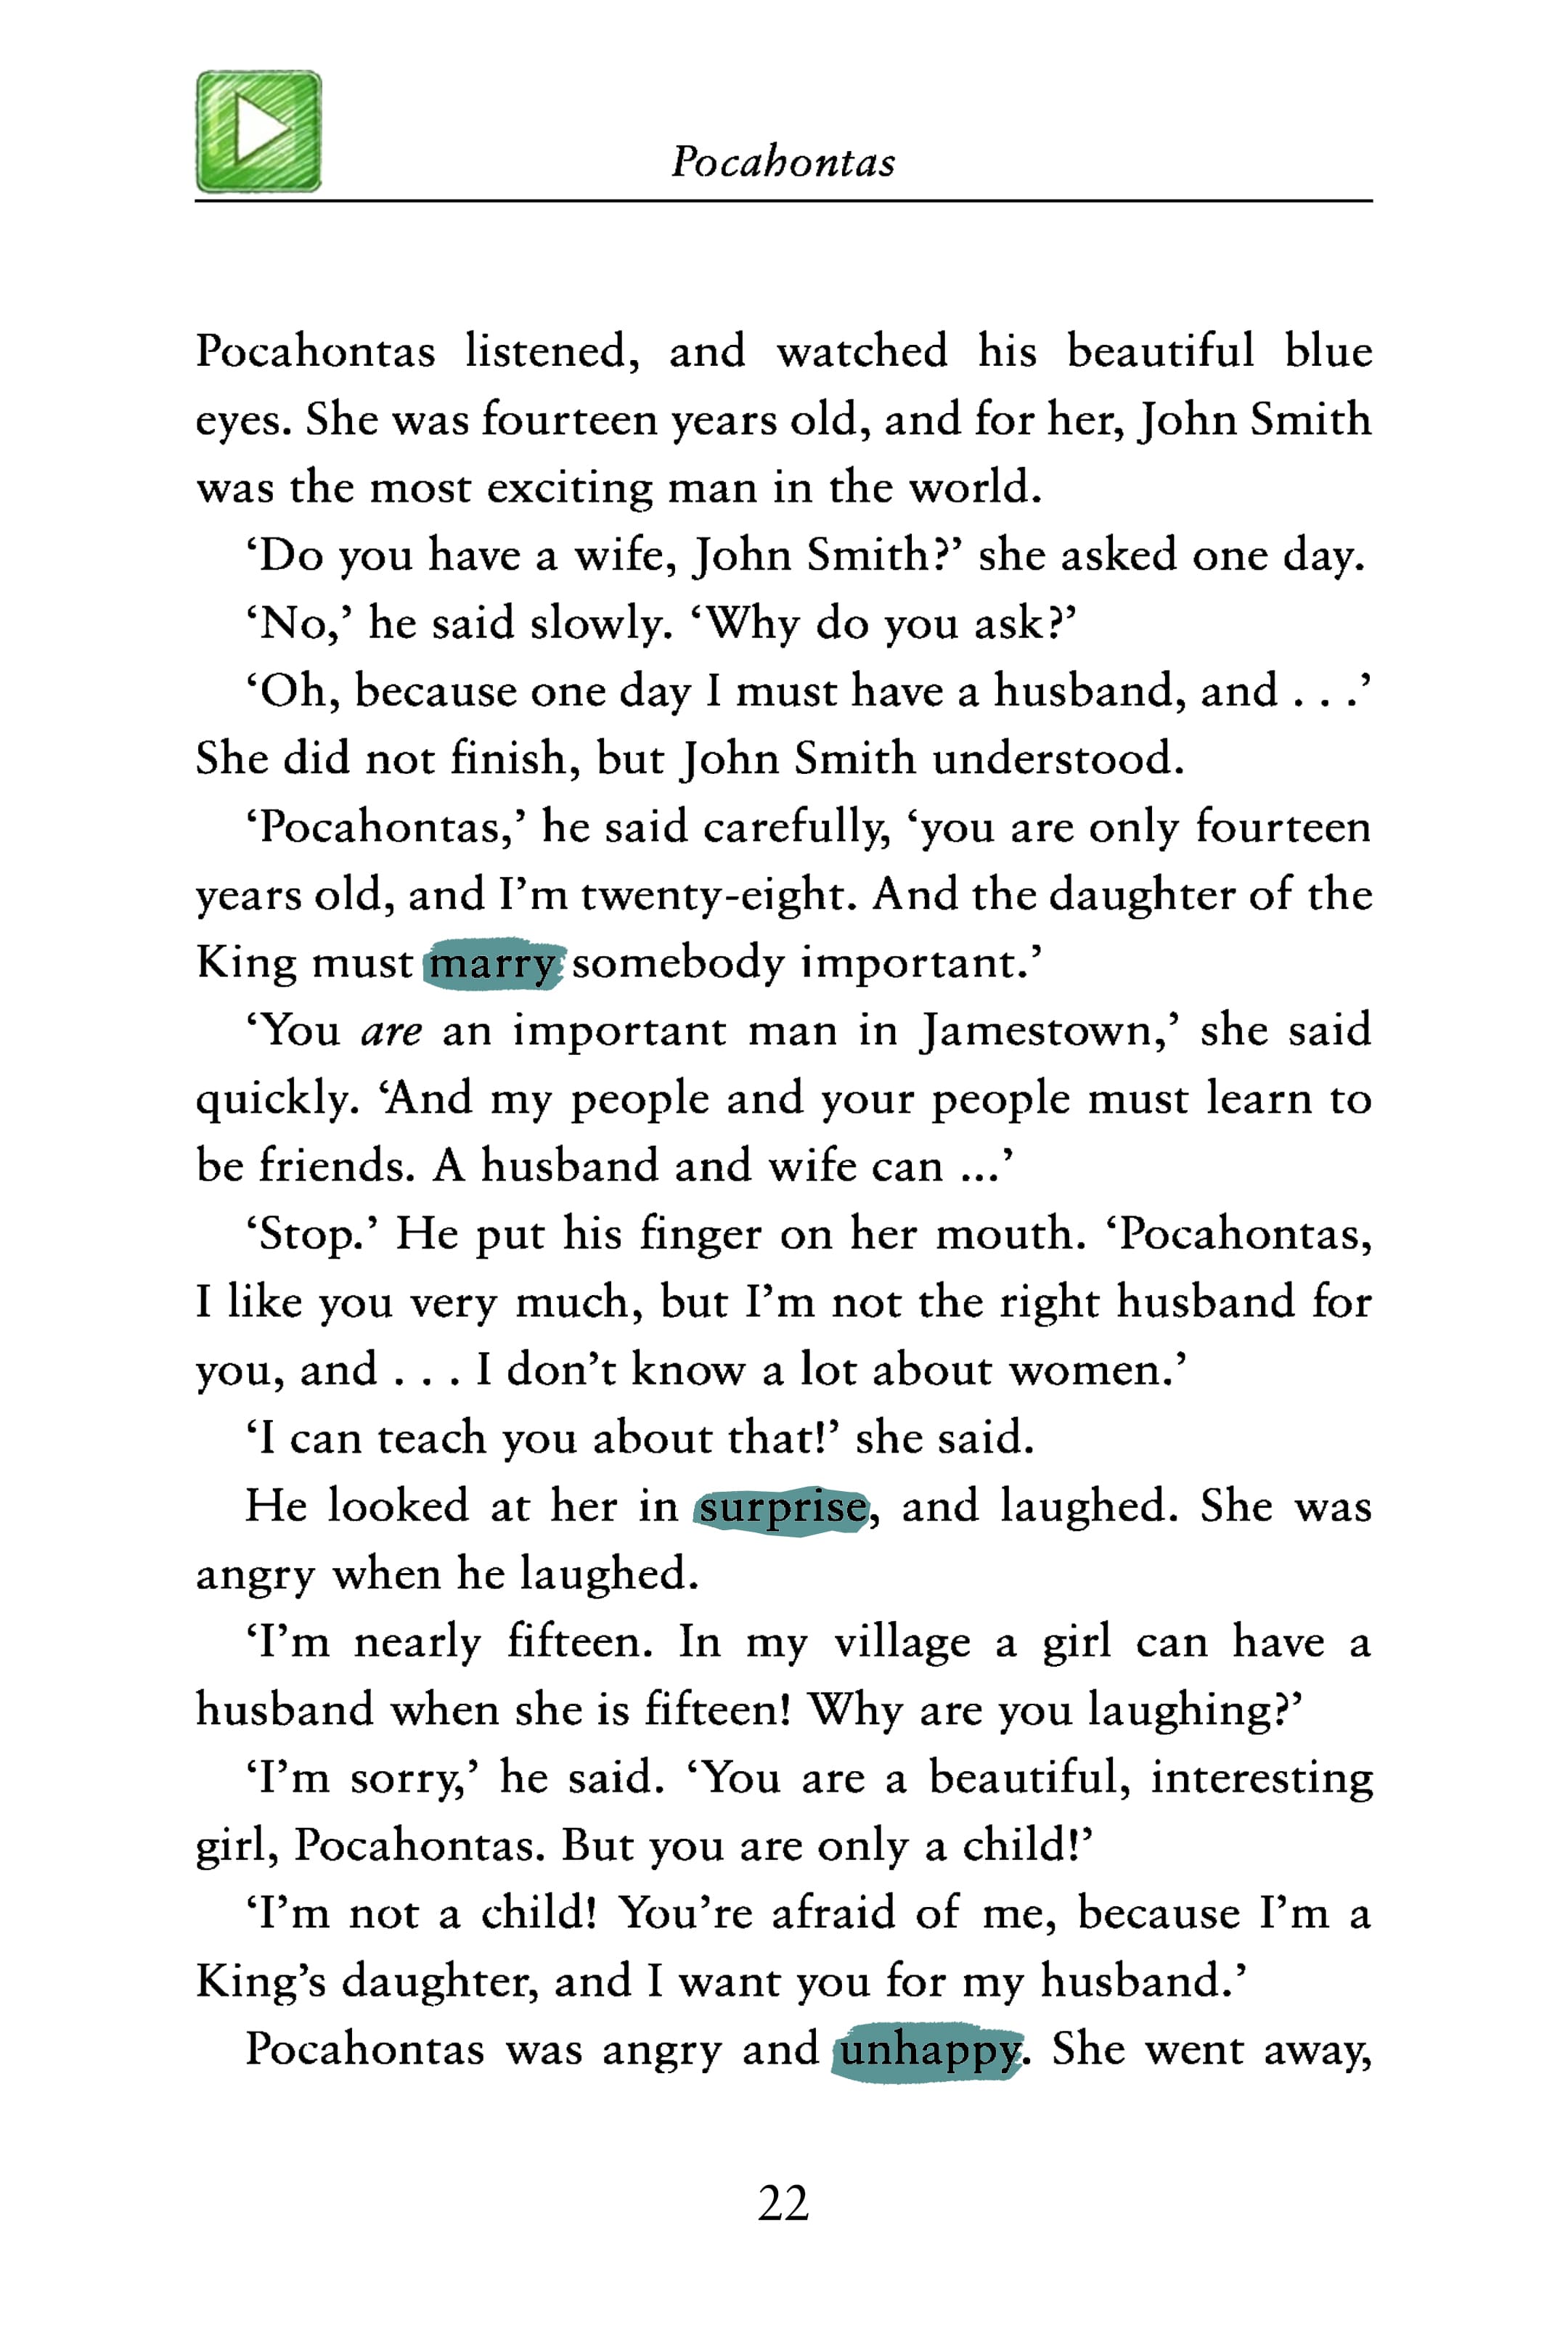 Pocahontas
Pocahontas listened, and watched his beautiful blue
eyes. She was fourteen years old, and for her, John Smith
was the most exciting man in the world.
‘Do you have a wife, John Smith?’ she asked one day.
‘No,’ he said slowly. ‘Why do you ask?’
‘Oh, because one day I must have a husband, and . . .’
She did not finish, but John Smith understood.
‘Pocahontas,’ he said carefully, ‘you are only fourteen
years old, and I’m twenty-eight. And the daughter of the
King must marry somebody important.’
‘You are an important man in Jamestown,’ she said
quickly. ‘And my people and your people must learn to
be friends. A husband and wife can ...’
‘Stop.’ He put his finger on her mouth. ‘Pocahontas,
I like you very much, but I’m not the right husband for
you, and . . . I don’t know a lot about women.’
‘I can teach you about that!’ she said.
He looked at her in surprise, and laughed. She was
angry when he laughed.
‘I’m nearly fifteen. In my village a girl can have a
husband when she is fifteen! Why are you laughing?’
‘I’m sorry,’ he said. ‘You are a beautiful, interesting
girl, Pocahontas. But you are only a child!’
‘I’m not a child! You’re afraid of me, because I’m a
King’s daughter, and I want you for my husband.’
Pocahontas was angry and unhappy. She went away,
22